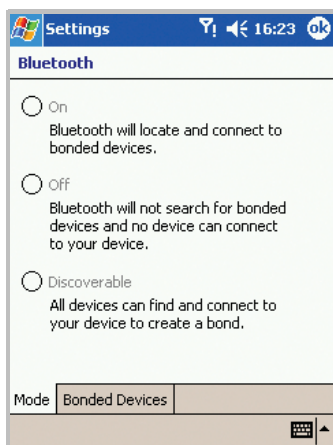 Settings 16:23 ok
Bluetooth
On
Bluetooth will locate and connect to
bonded devices.
Off
Bluetooth will not search for bonded
devices and no device can connect
to your device.
Discoverable
All devices can find and connect to
your device to create a bond.
Mode Bonded Devices